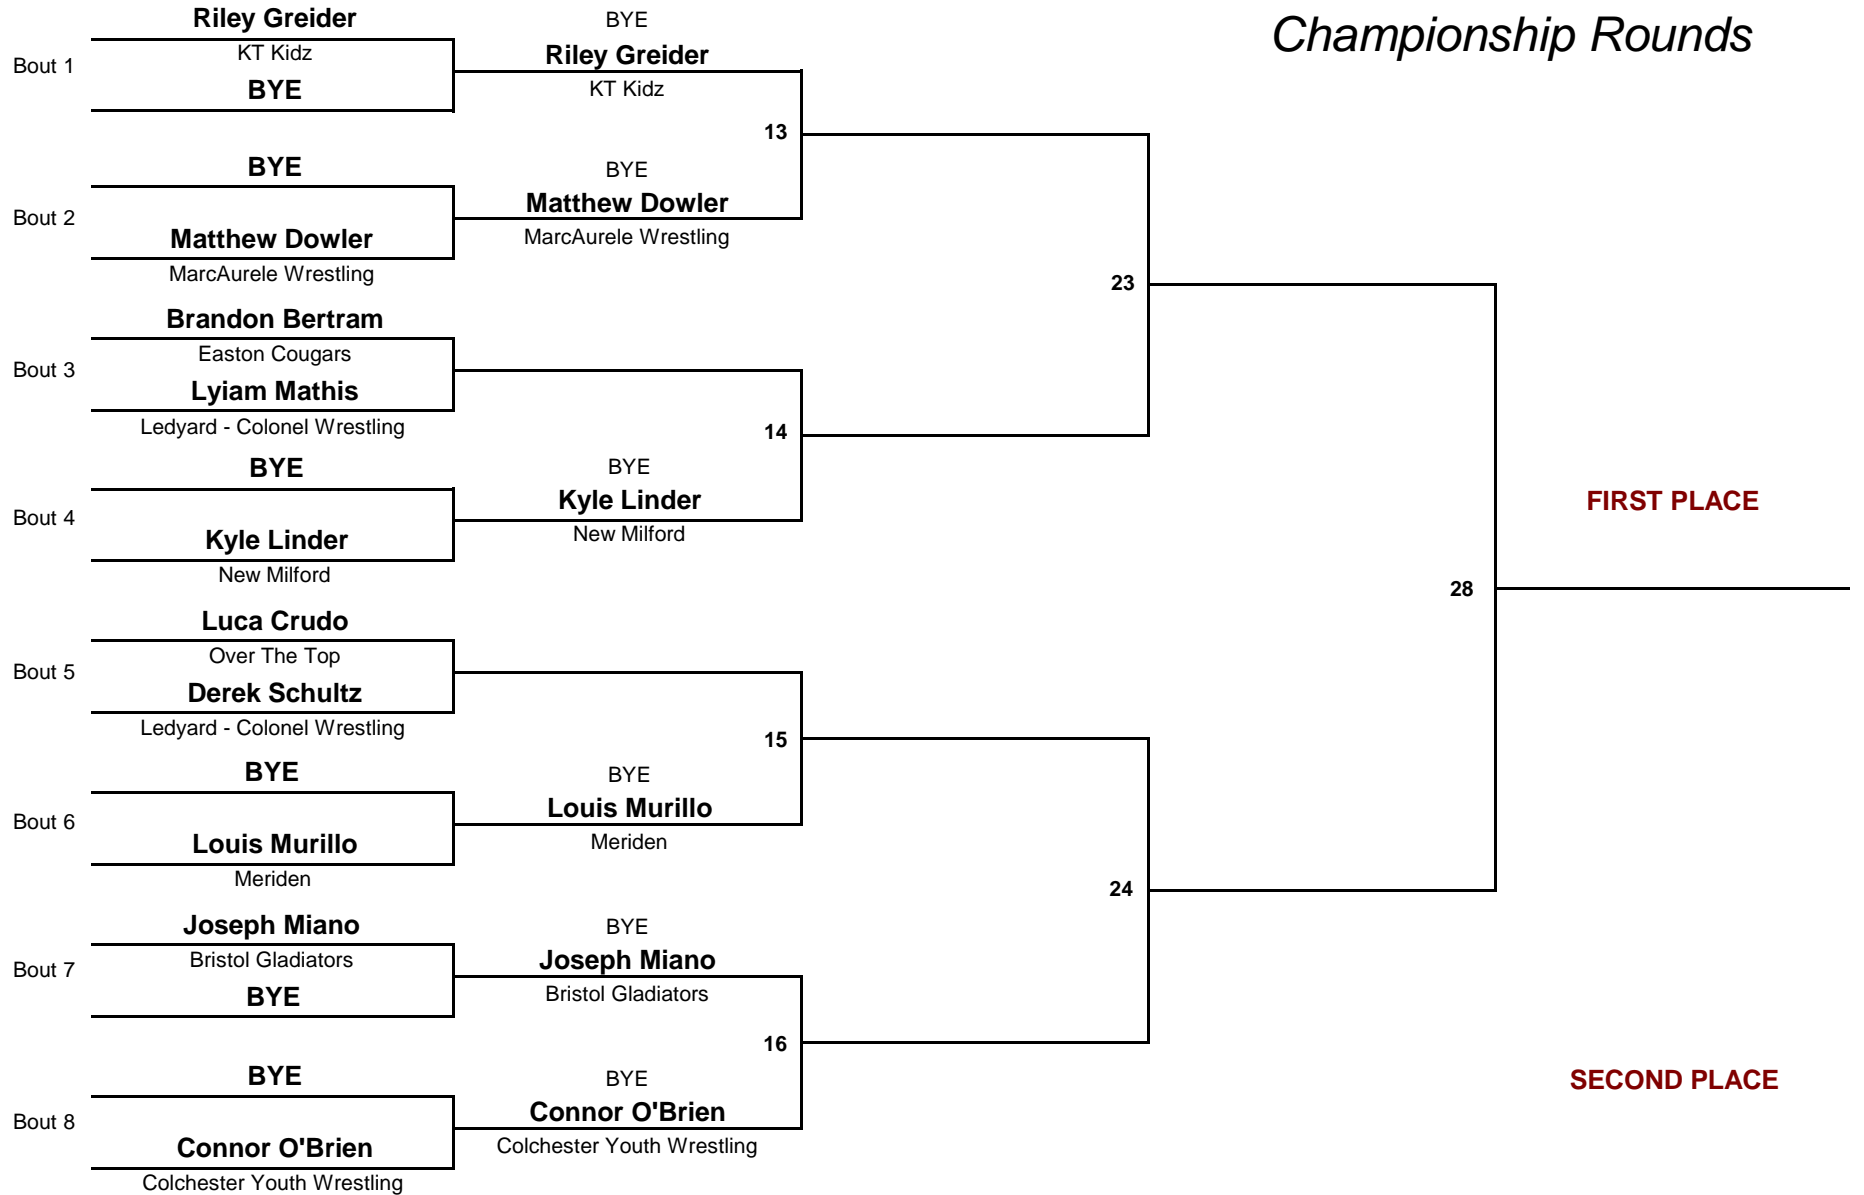 Championship Rounds
Riley Greider
Bout 1
KT Kidz
BYE
BYE
Riley Greider
KT Kidz
13
BYE
Bout 2
Matthew Dowler
MarcAurele Wrestling
BYE
Matthew Dowler
MarcAurele Wrestling
23
Brandon Bertram
Bout 3
Easton Cougars
Lyiam Mathis
Ledyard - Colonel Wrestling
14
BYE
Bout 4
Kyle Linder
New Milford
BYE
Kyle Linder
New Milford
FIRST PLACE
28
Luca Crudo
Bout 5
Over The Top
Derek Schultz
Ledyard - Colonel Wrestling
15
BYE
Bout 6
Louis Murillo
Meriden
BYE
Louis Murillo
Meriden
24
Joseph Miano
Bout 7
Bristol Gladiators
BYE
BYE
Joseph Miano
Bristol Gladiators
16
BYE
Bout 8
Connor O'Brien
Colchester Youth Wrestling
BYE
Connor O'Brien
Colchester Youth Wrestling
SECOND PLACE